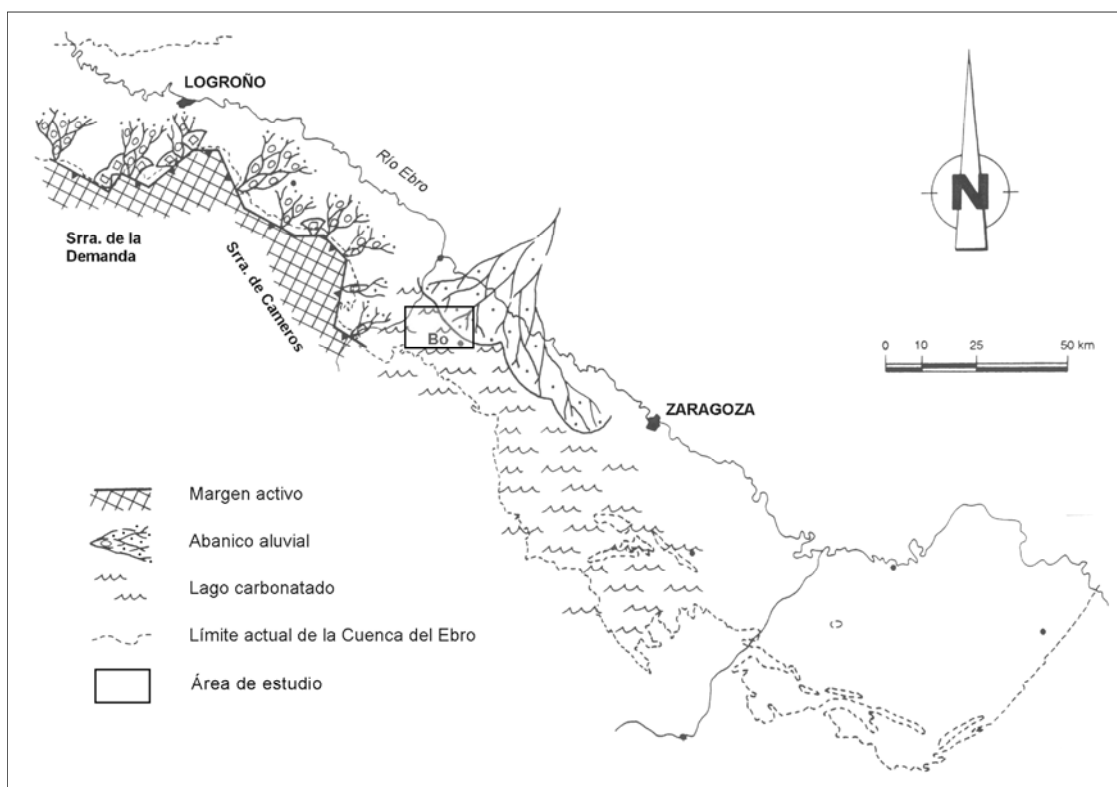 LOGROÑO
Río Ebro
N
Srra. de la
Demanda
Srra. de Cameros
Bo
0 10 25 50 km
ZARAGOZA
Margen activo
Abanico aluvial
Lago carbonatado
Límite actual de la Cuenca del Ebro
Área de estudio